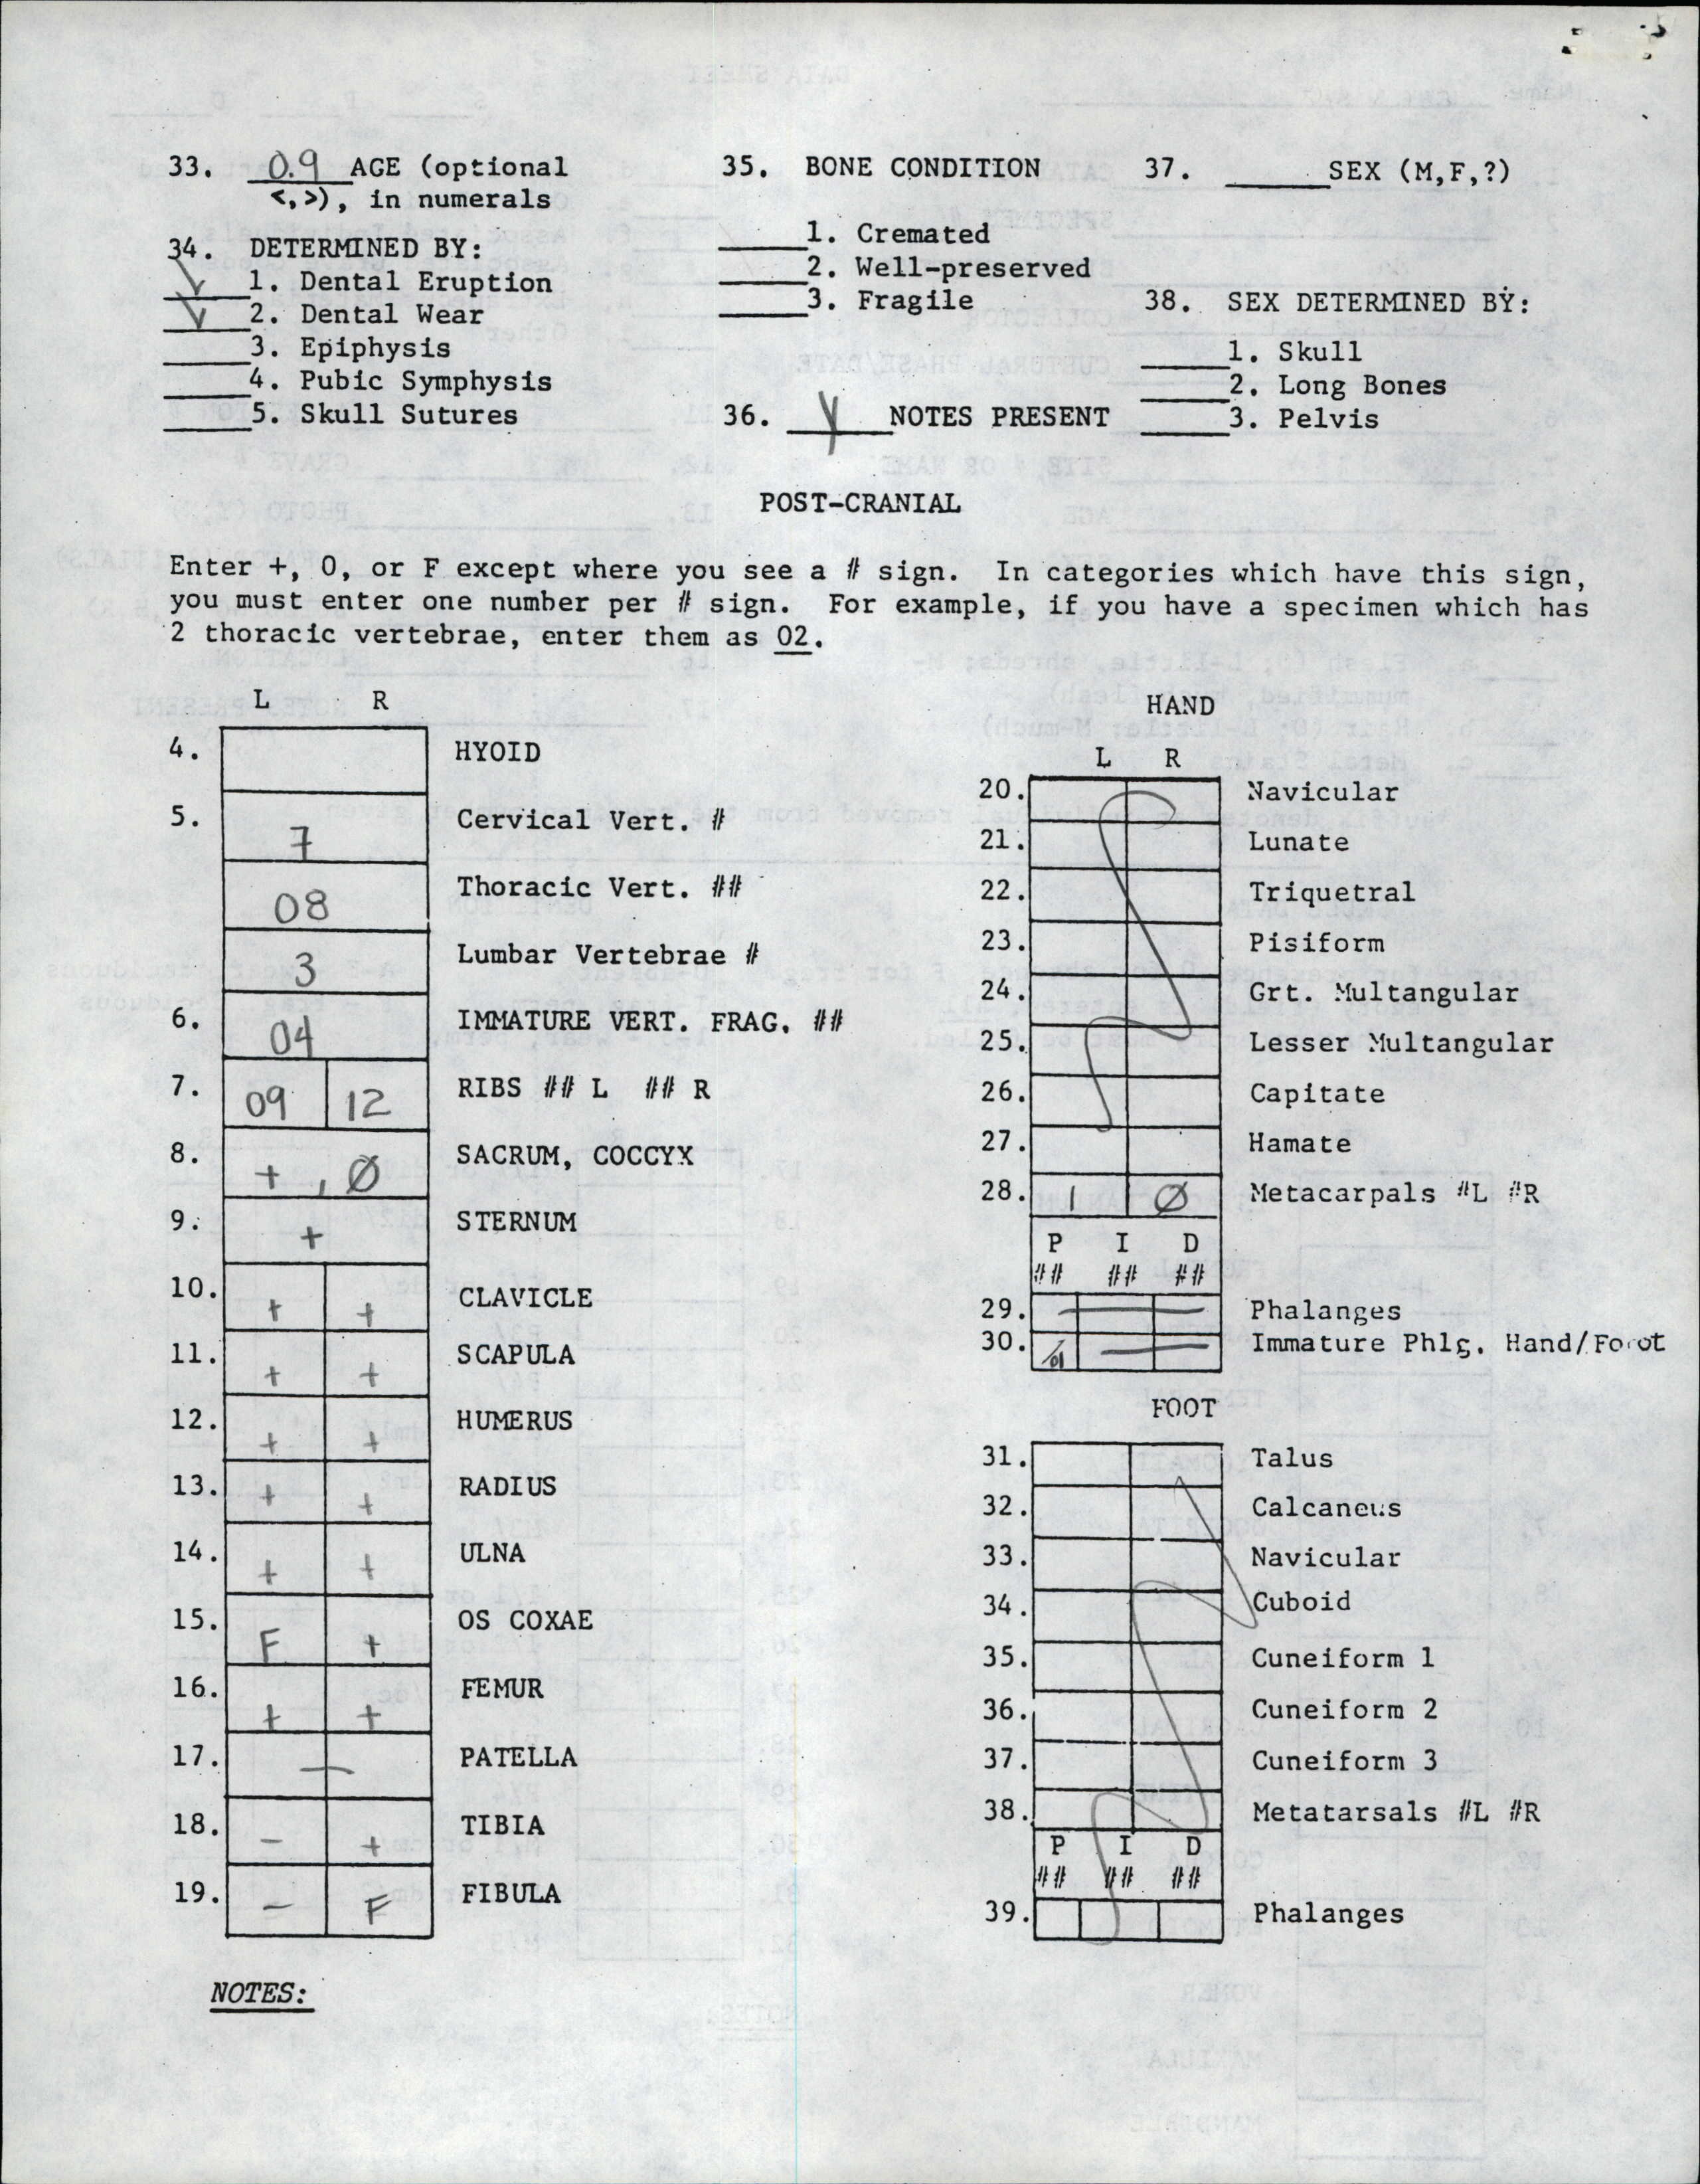 33. 0.9 AGE (optional
<,>), in numerals
34. DETERMINED BY:
√ 1. Dental Eruption
√ 2. Dental Wear
3. Epiphysis
4. Pubic Symphysis
5. Skull Sutures
35. BONE CONDITION
1. Cremated
2. Well-preserved
3. Fragile
36. Y NOTES PRESENT
37. SEX (M,F,?)
38. SEX DETERMINED BY:
1. Skull
2. Long Bones
3. Pelvis
POST-CRANIAL
Enter +, 0, or F except where you see a # sign. In categories which have this sign,
you must enter one number per # sign. For example, if you have a specimen which has
2 thoracic vertebrae, enter them as 02.
L R
4. HYOID
5. 7 Cervical Vert. #
08 Thoracic Vert. ##
3 Lumbar Vertebrae #
6. 04 IMMATURE VERT. FRAG. ##
7. 09 12 RIBS ## L ## R
8. + , Ø SACRUM, COCCYX
9. + STERNUM
10. + + CLAVICLE
11. + + SCAPULA
12. + + HUMERUS
13. + + RADIUS
14. + + ULNA
15. F + OS COXAE
16. + + FEMUR
17. — PATELLA
18. - + TIBIA
19. - F FIBULA
NOTES:
HAND
L R
20. Navicular
21. Lunate
22. Triquetral
23. Pisiform
24. Grt. Multangular
25. Lesser Multangular
26. Capitate
27. Hamate
28. 1 Ø Metacarpals #L #R
P I D
## ## ##
29. — Phalanges
30. — Immature Phlg. Hand/Foot
FOOT
31. Talus
32. Calcaneus
33. Navicular
34. Cuboid
35. Cuneiform 1
36. Cuneiform 2
37. Cuneiform 3
38. Metatarsals #L #R
P I D
## ## ##
39. Phalanges